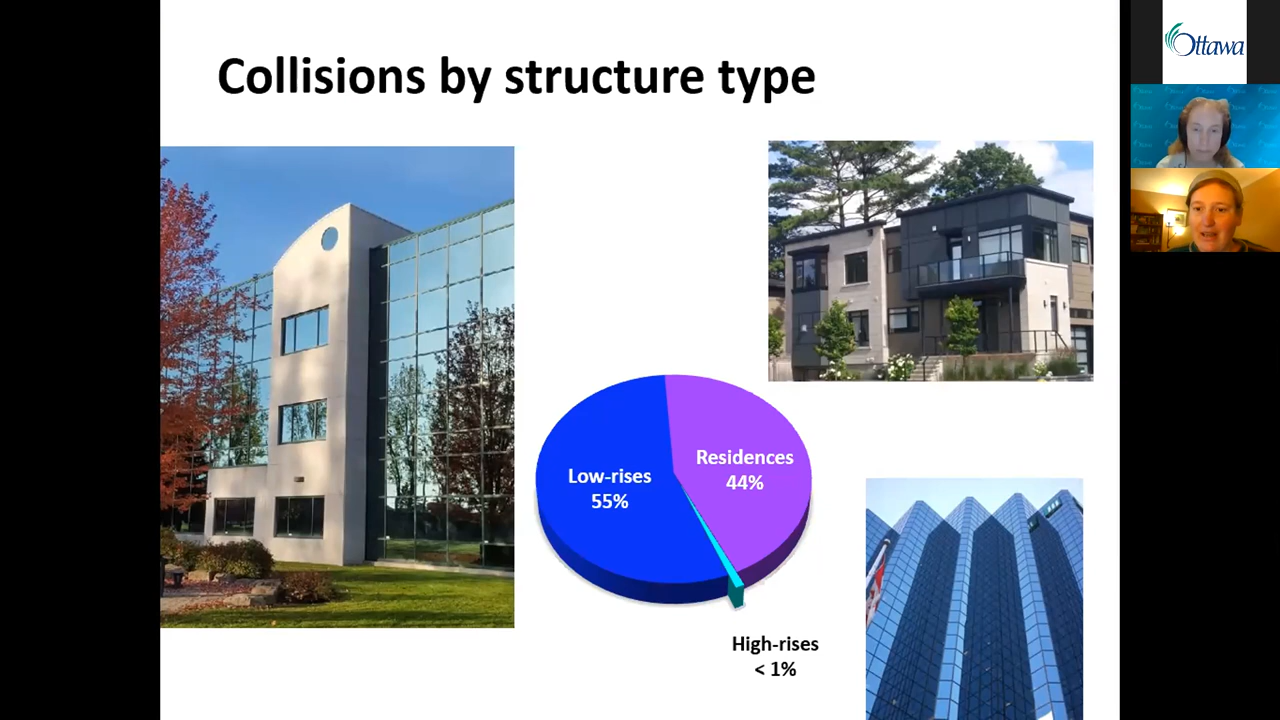 Collisions by structure type
Ottawa
Low-rises
55%
Residences
44%
High-rises
< 1%